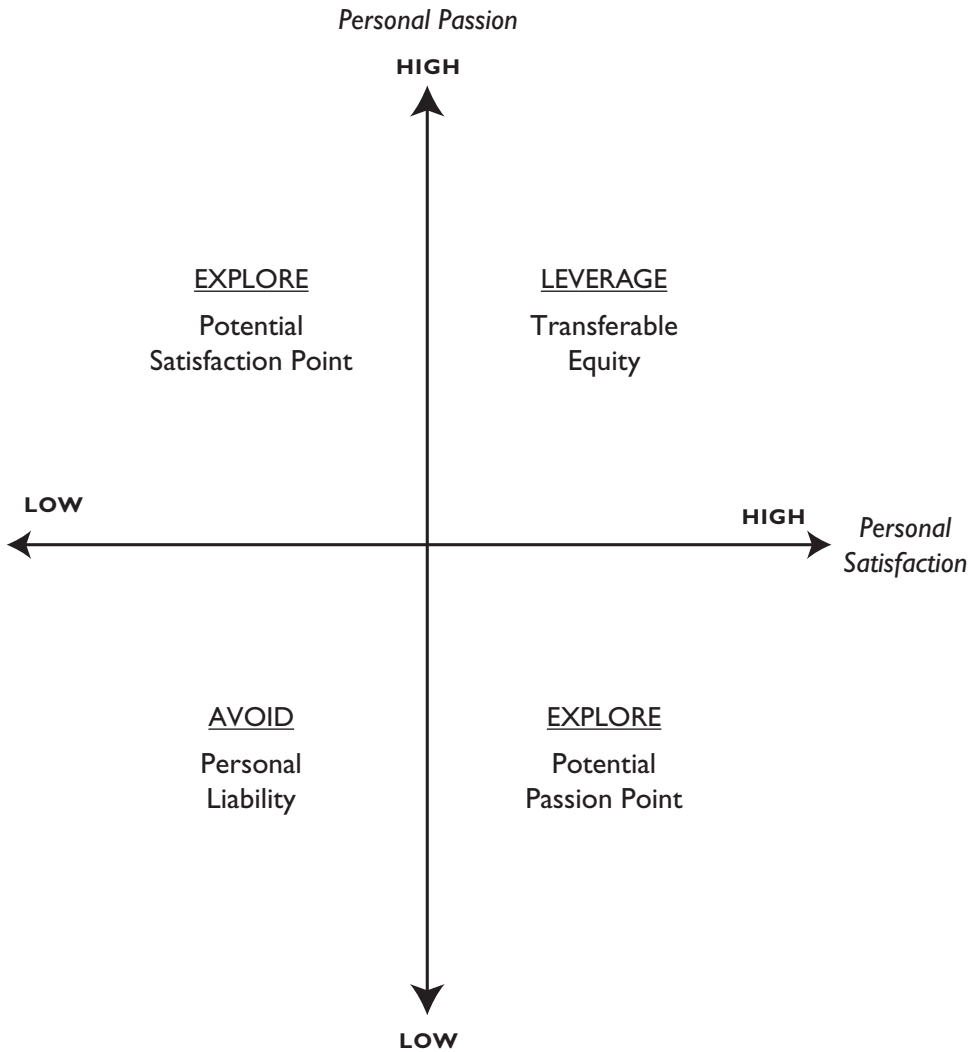 Personal Passion
HIGH
EXPLORE
Potential
Satisfaction Point
LEVERAGE
Transferable
Equity
LOW
HIGH
Personal
Satisfaction
AVOID
Personal
Liability
EXPLORE
Potential
Passion Point
LOW